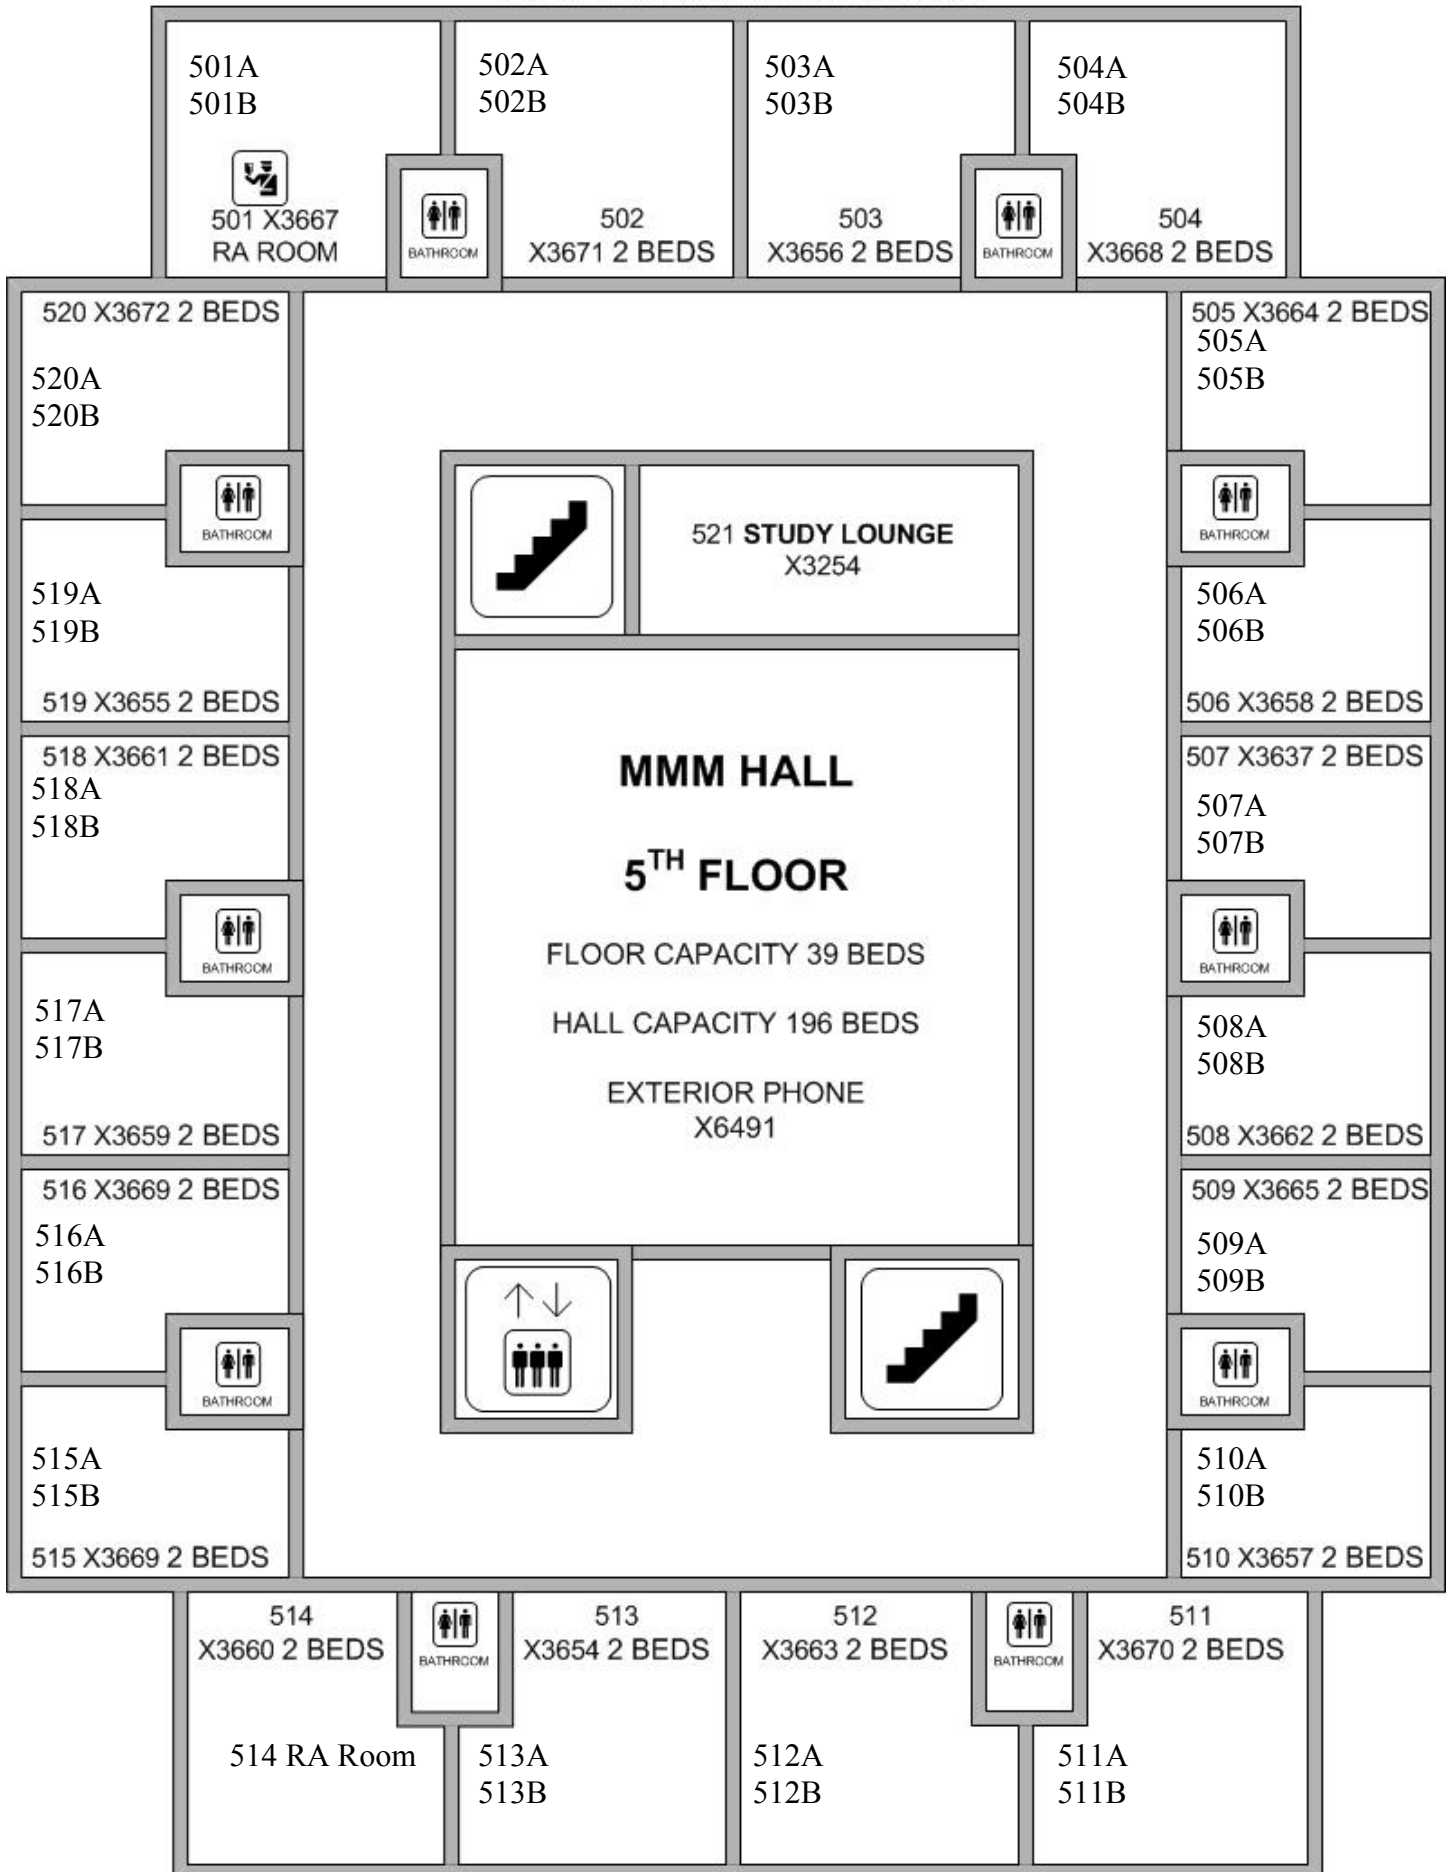 501A
501B
501 X3667
RA ROOM
BATHROOM
502A
502B
502
X3671 2 BEDS
503A
503B
503
X3656 2 BEDS
BATHROOM
504A
504B
504
X3668 2 BEDS
520 X3672 2 BEDS
520A
520B
BATHROOM
519A
519B
519 X3655 2 BEDS
518 X3661 2 BEDS
518A
518B
BATHROOM
517A
517B
517 X3659 2 BEDS
516 X3669 2 BEDS
516A
516B
BATHROOM
515A
515B
515 X3669 2 BEDS
521 STUDY LOUNGE
X3254
MMM HALL
5TH FLOOR
FLOOR CAPACITY 39 BEDS
HALL CAPACITY 196 BEDS
EXTERIOR PHONE
X6491
505 X3664 2 BEDS
505A
505B
BATHROOM
506A
506B
506 X3658 2 BEDS
507 X3637 2 BEDS
507A
507B
BATHROOM
508A
508B
508 X3662 2 BEDS
509 X3665 2 BEDS
509A
509B
BATHROOM
510A
510B
510 X3657 2 BEDS
514
X3660 2 BEDS
514 RA Room
BATHROOM
513
X3654 2 BEDS
513A
513B
512
X3663 2 BEDS
512A
512B
BATHROOM
511
X3670 2 BEDS
511A
511B